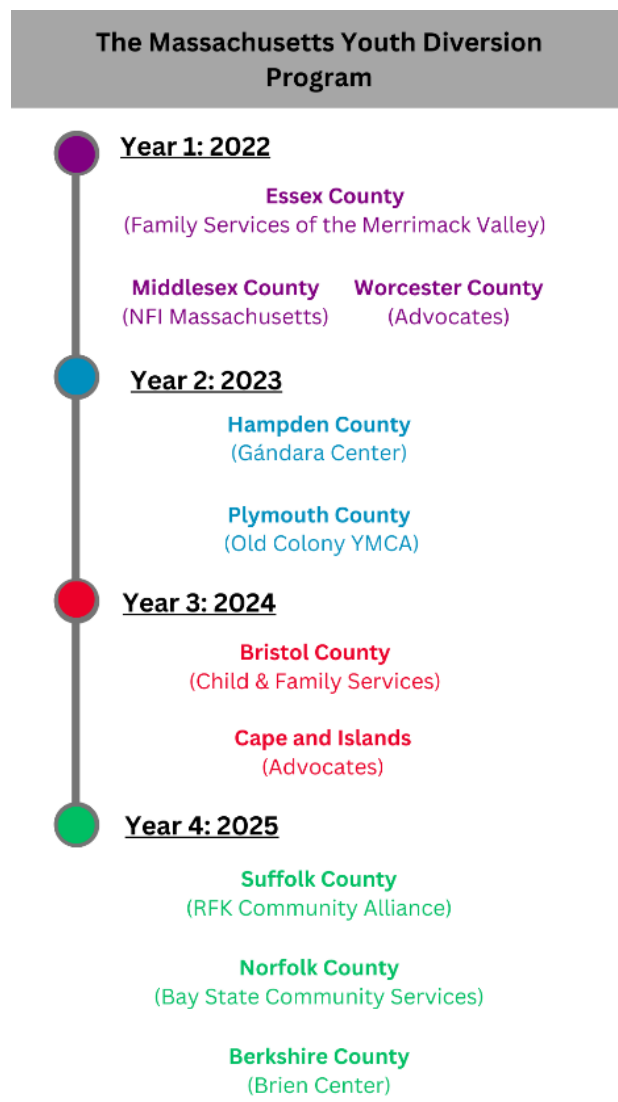 The Massachusetts Youth Diversion
Program
Year 1: 2022
Essex County
(Family Services of the Merrimack Valley)
Middlesex County
(NFI Massachusetts)
Worcester County
(Advocates)
Year 2: 2023
Hampden County
(Gándara Center)
Plymouth County
(Old Colony YMCA)
Year 3: 2024
Bristol County
(Child & Family Services)
Cape and Islands
(Advocates)
Year 4: 2025
Suffolk County
(RFK Community Alliance)
Norfolk County
(Bay State Community Services)
Berkshire County
(Brien Center)